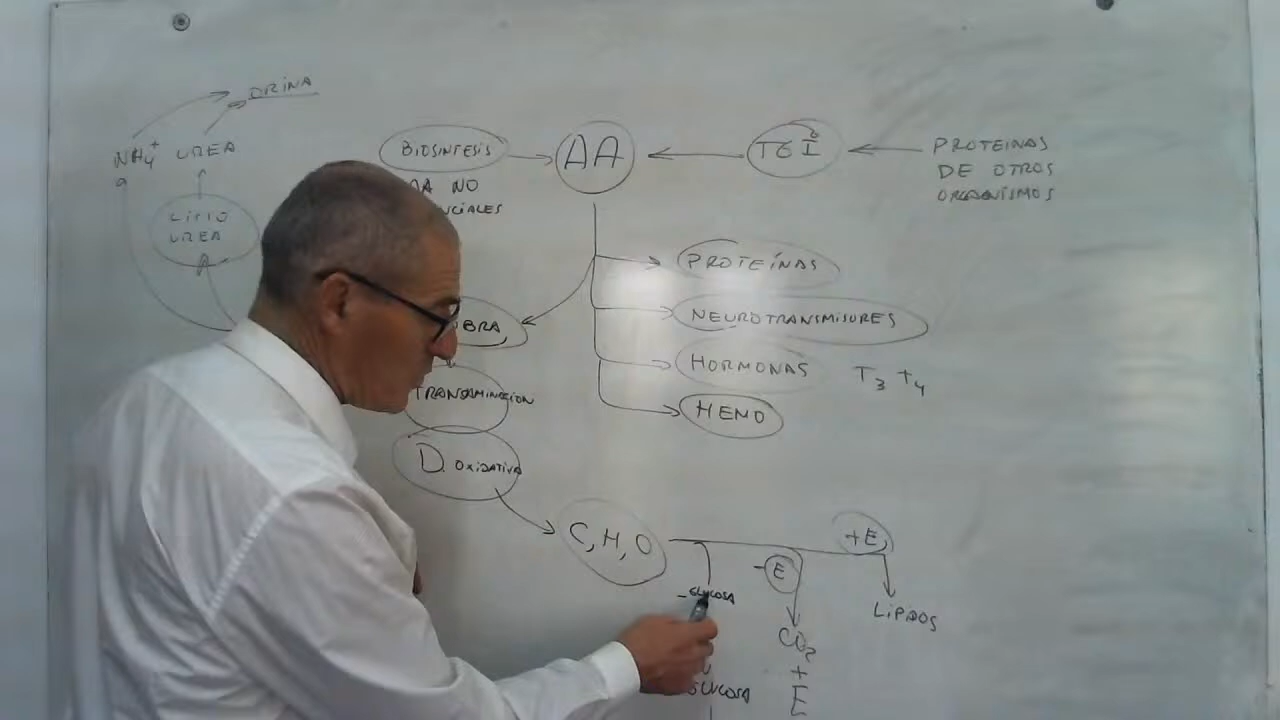 ORINA
NH4+ UREA
BIOSINTESIS
AA
TGI
PROTEINAS
DE OTROS
ORGANISMOS
AA NO
CICLO
UREA
PROTEÍNAS
NEUROTRANSMISORES
HORMONAS T3 T4
HEMO
TRANSAMINACION
D. OXIDATIVA
C, H, O
+E
-E
- GLUCOSA
LIPIDOS
CO2
+
E
GLUCOSA